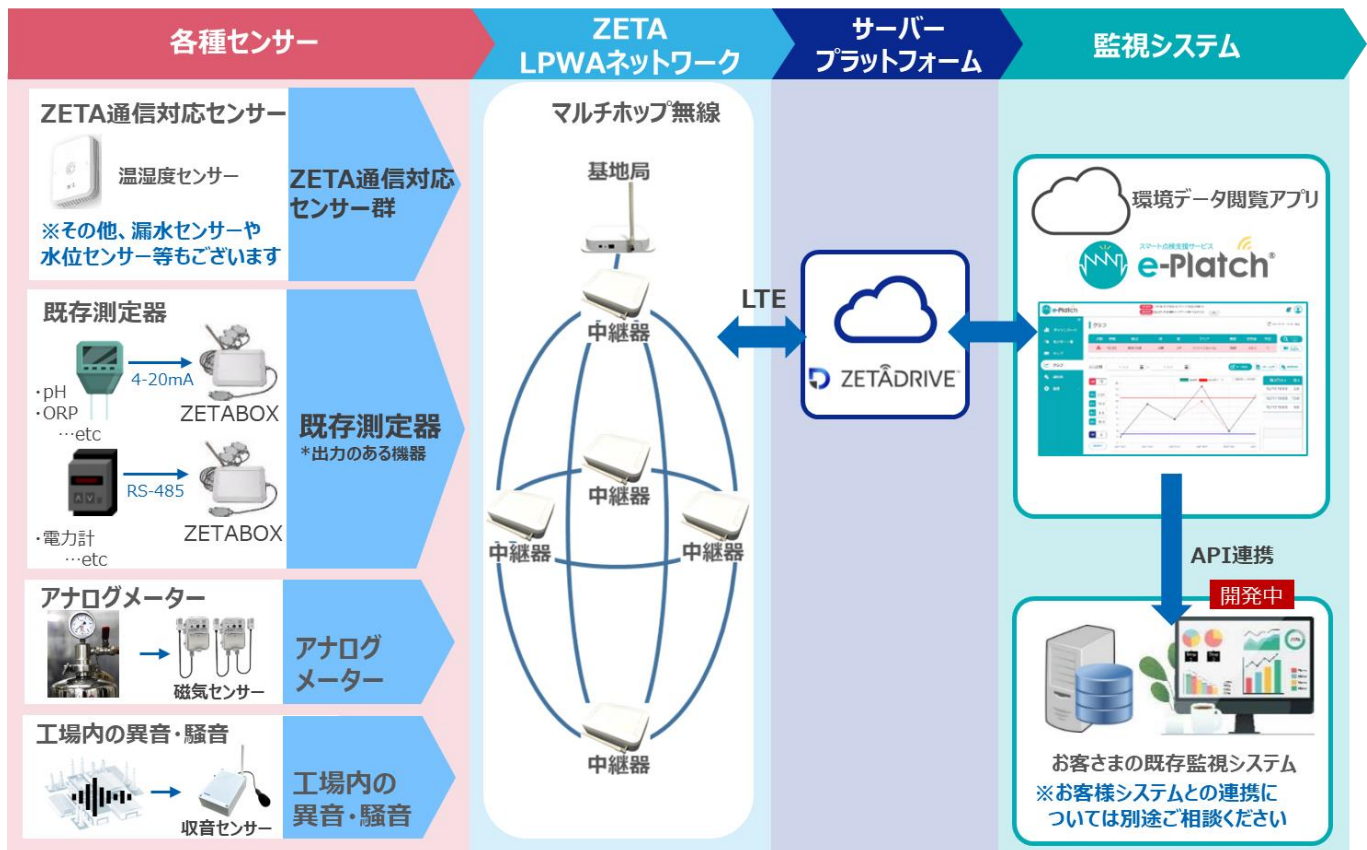 各種センサー
ZETA
LPWAネットワーク
サーバー
プラットフォーム
監視システム
ZETA通信対応センサー
温湿度センサー
※その他、漏水センサーや
水位センサー等もございます
ZETA通信対応
センサー群
既存測定器
・pH
・ORP
…etc
4-20mA
ZETABOX
RS-485
・電力計
…etc
ZETABOX
既存測定器
*出力のある機器
アナログメーター
磁気センサー
アナログ
メーター
工場内の異音・騒音
収音センサー
工場内の
異音・騒音
マルチホップ無線
基地局
中継器
中継器
中継器
中継器
中継器
LTE
ZETADRIVE™
環境データ閲覧アプリ
スマート点検支援サービス
e-Platch®
e-Platch
グラフ
API連携
開発中
お客さまの既存監視システム
※お客様システムとの連携に
ついては別途ご相談ください